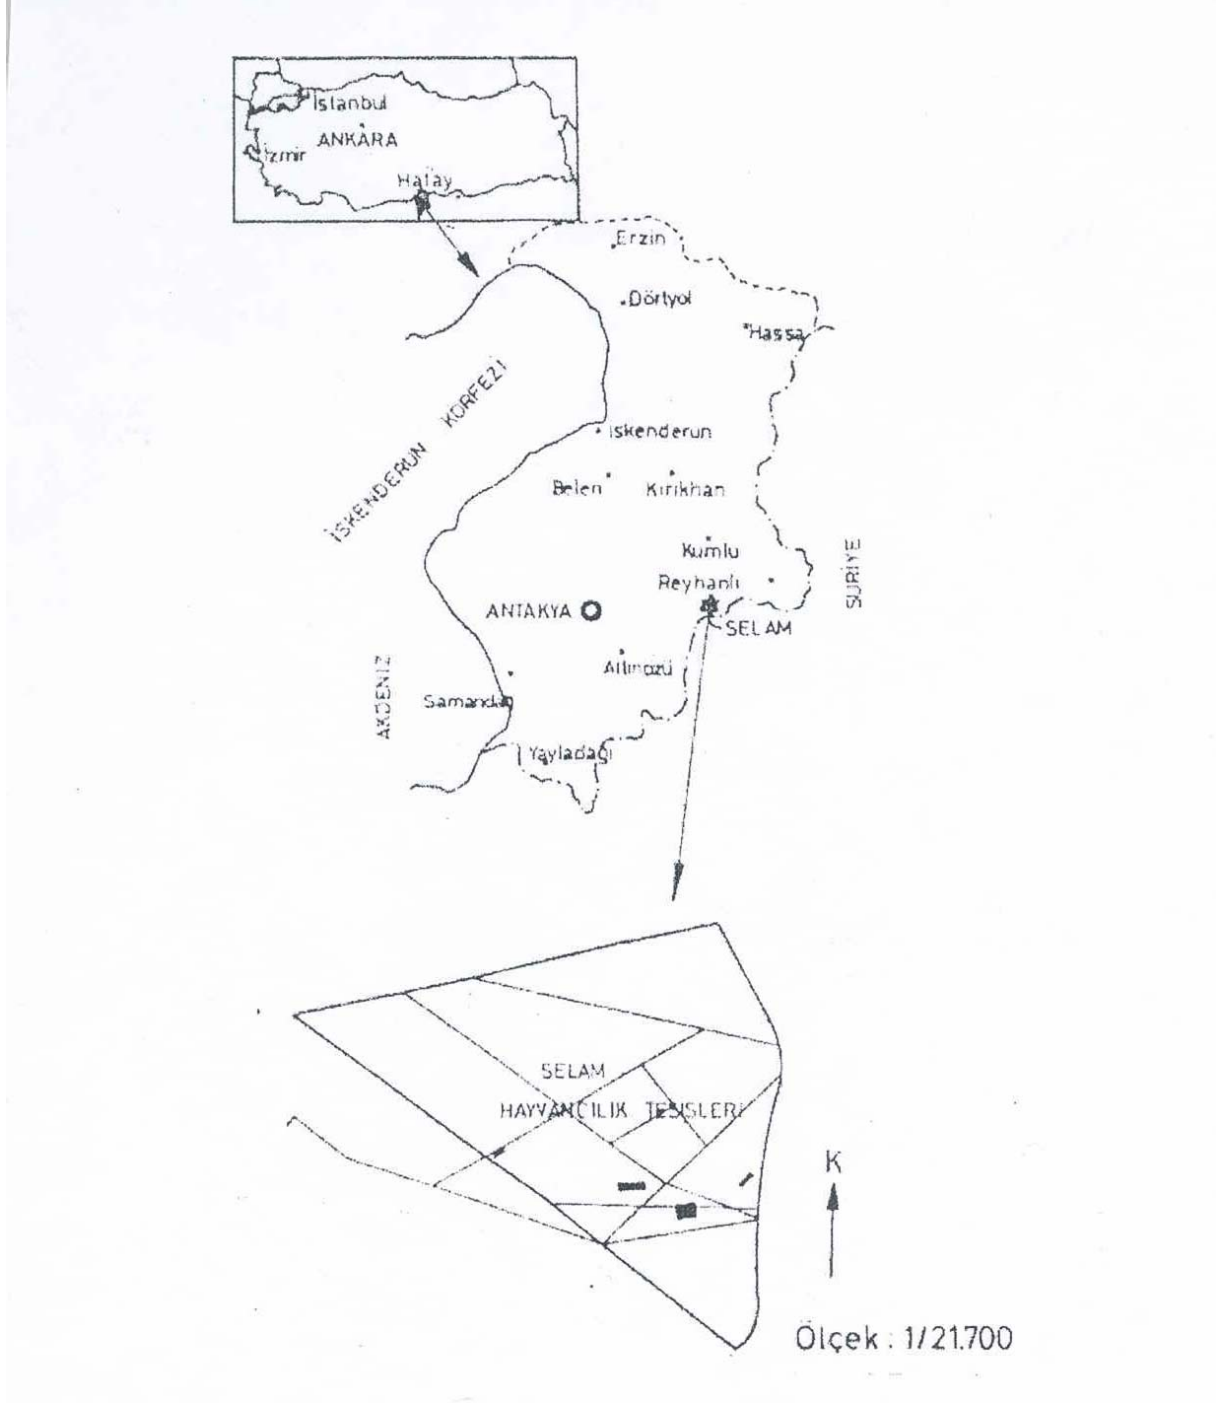 İstanbul
ANKARA
İzmir
Hatay
Erzin
Dörtyol
Hassa
İSKENDERUN KÖRFEZİ
İskenderun
Belen
Kırıkhan
Kumlu
Reyhanlı
SURİYE
ANTAKYA
SELAM
Altınözü
AKDENİZ
Samandağ
Yayladağı
SELAM
HAYVANCILIK TESİSLERİ
K
Ölçek : 1/21.700